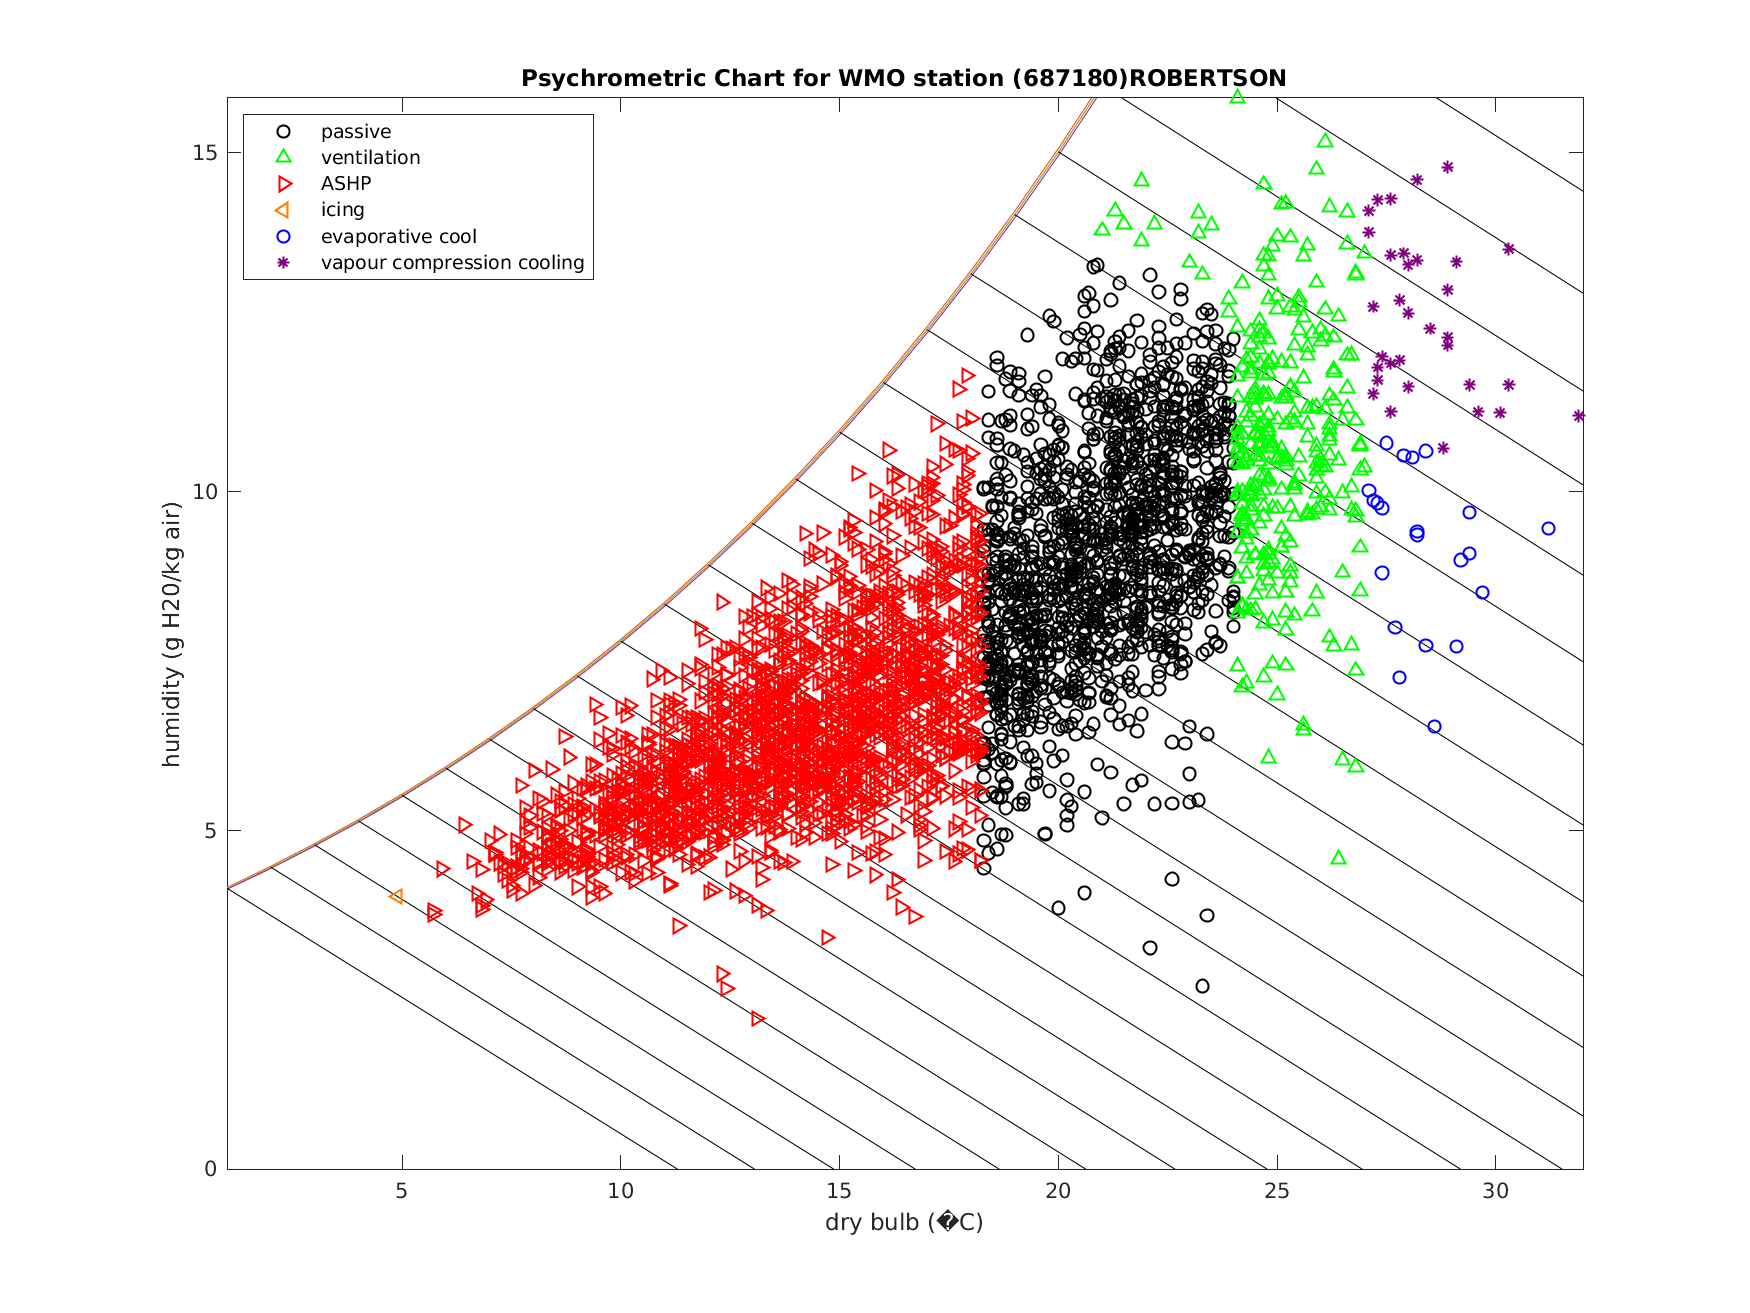 Psychrometric Chart for WMO station (687180)ROBERTSON
passive
ventilation
ASHP
icing
evaporative cool
vapour compression cooling
15
10
5
0
humidity (g H20/kg air)
5 10 15 20 25 30
dry bulb (�C)